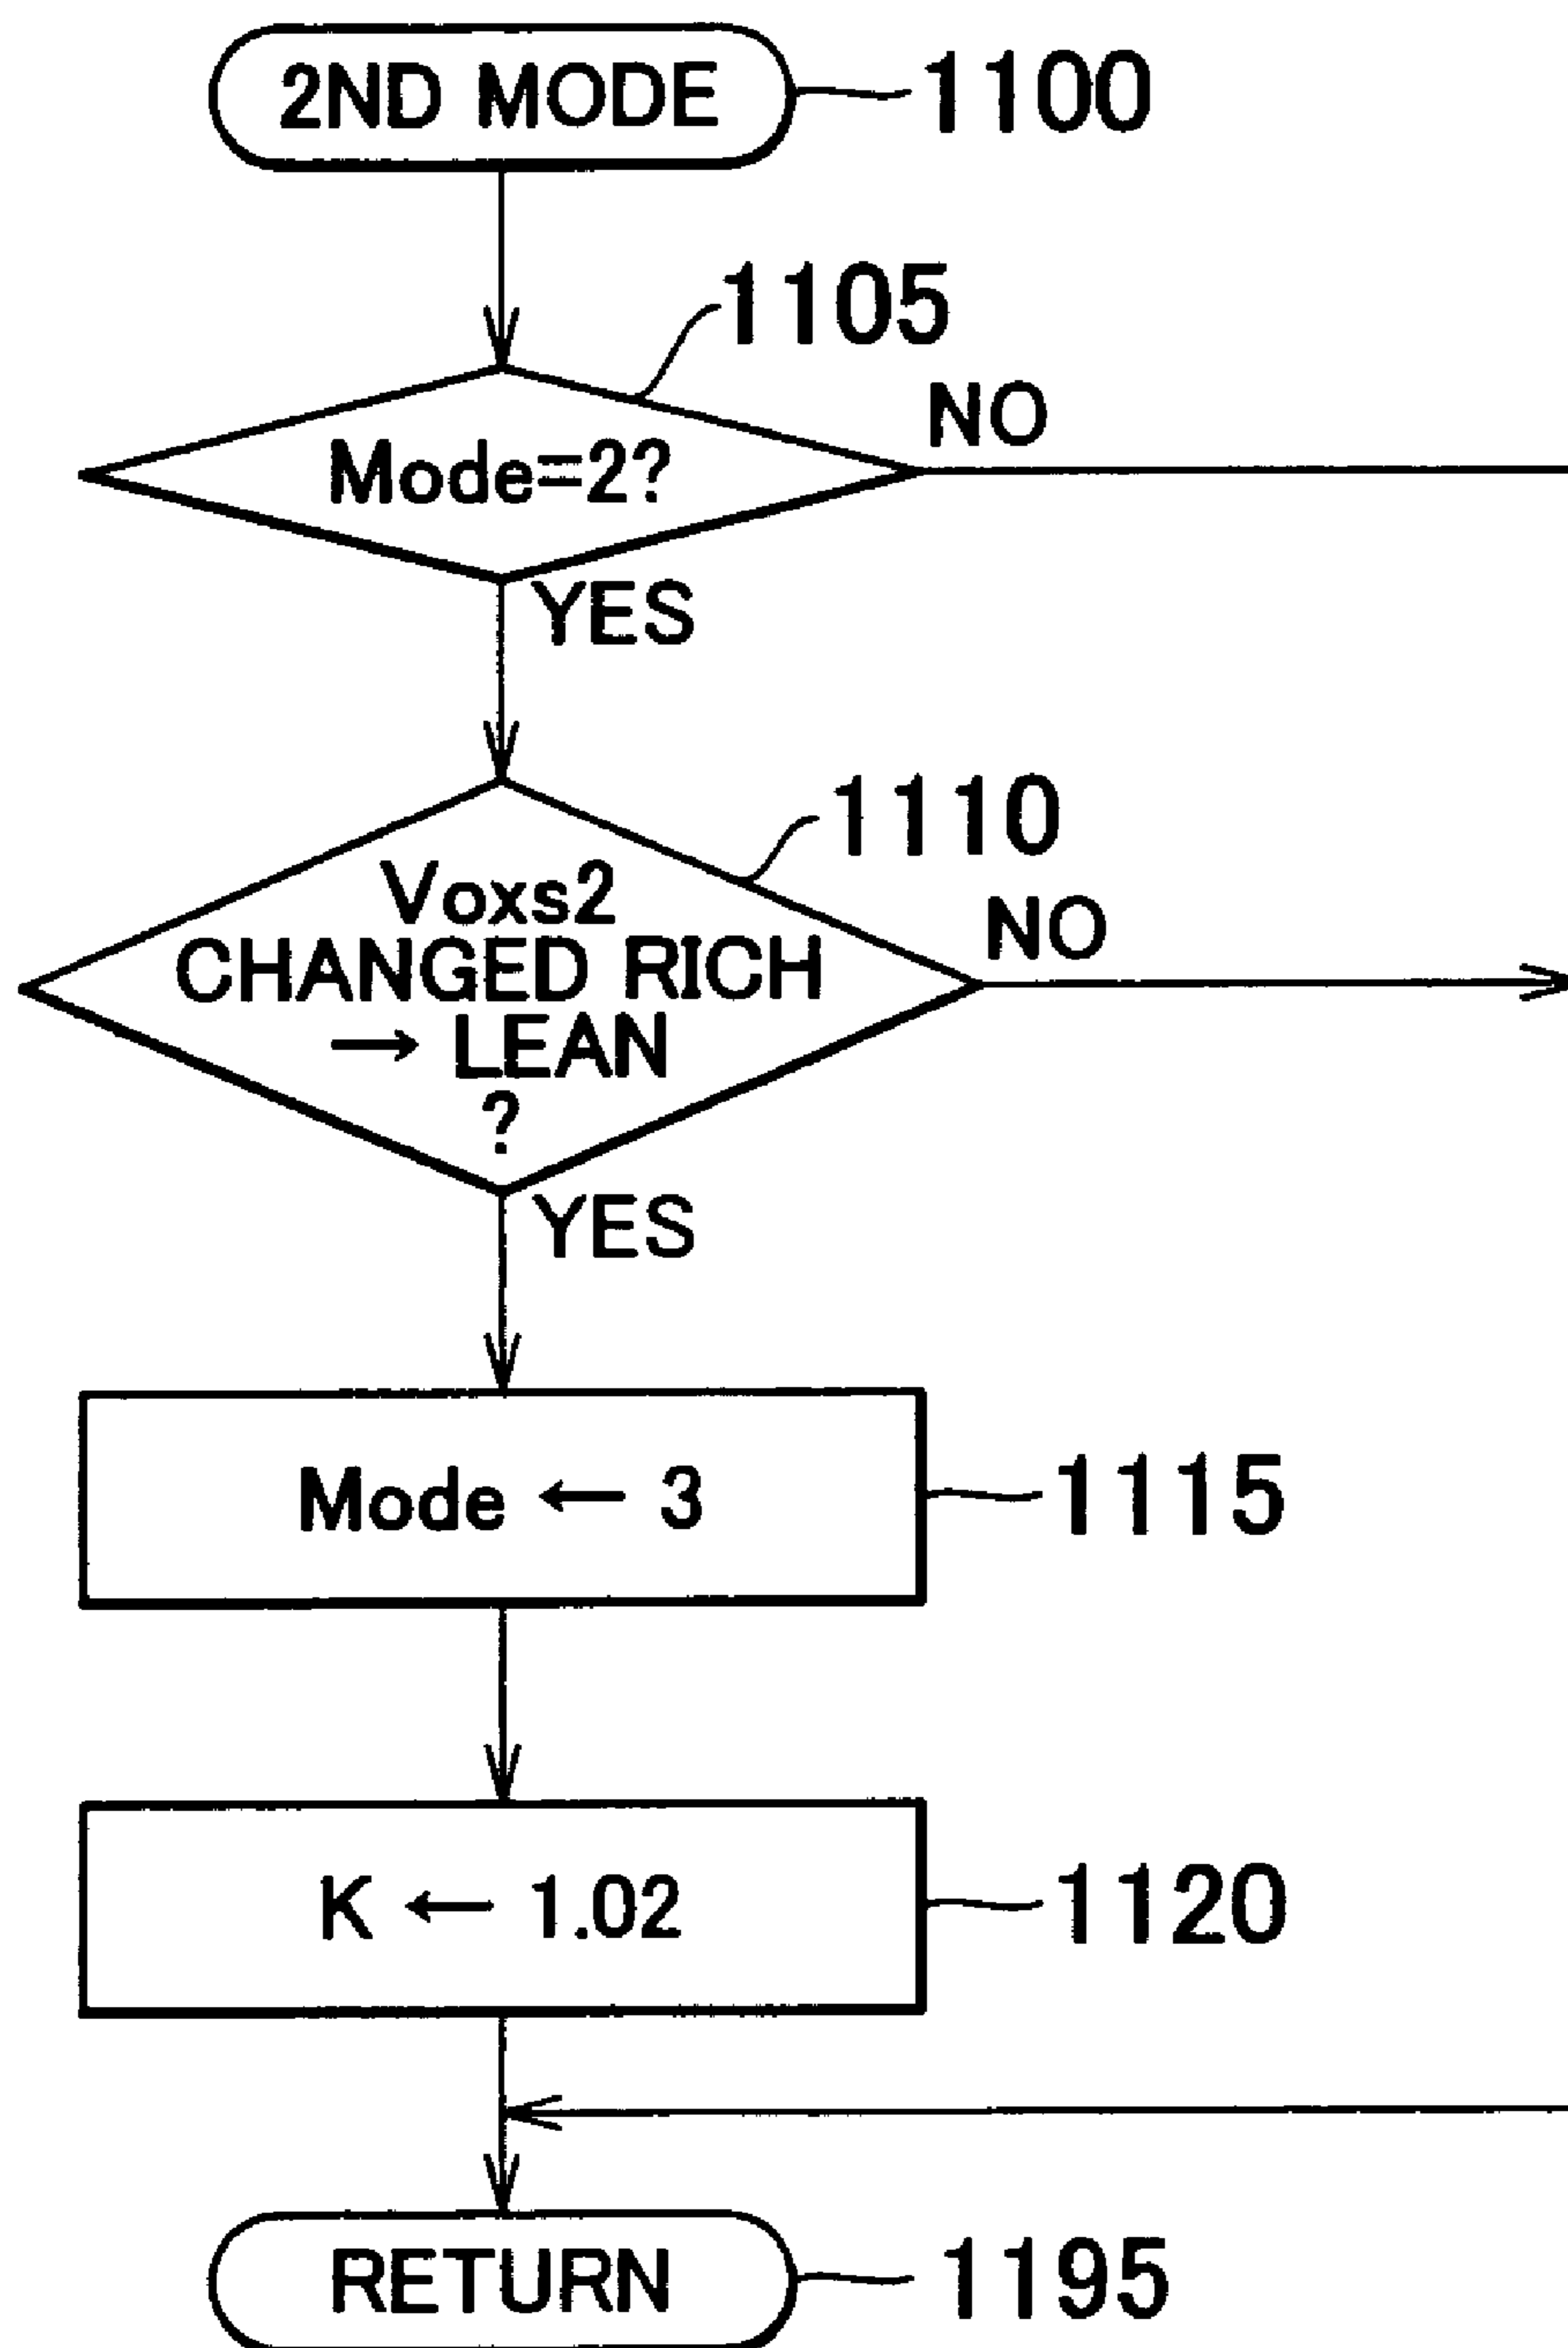 2ND MODE
1100
1105
Mode=2?
NO
YES
1110
Voxs2
CHANGED RICH
→ LEAN
?
NO
YES
Mode ← 3
1115
K ← 1.02
1120
RETURN
1195